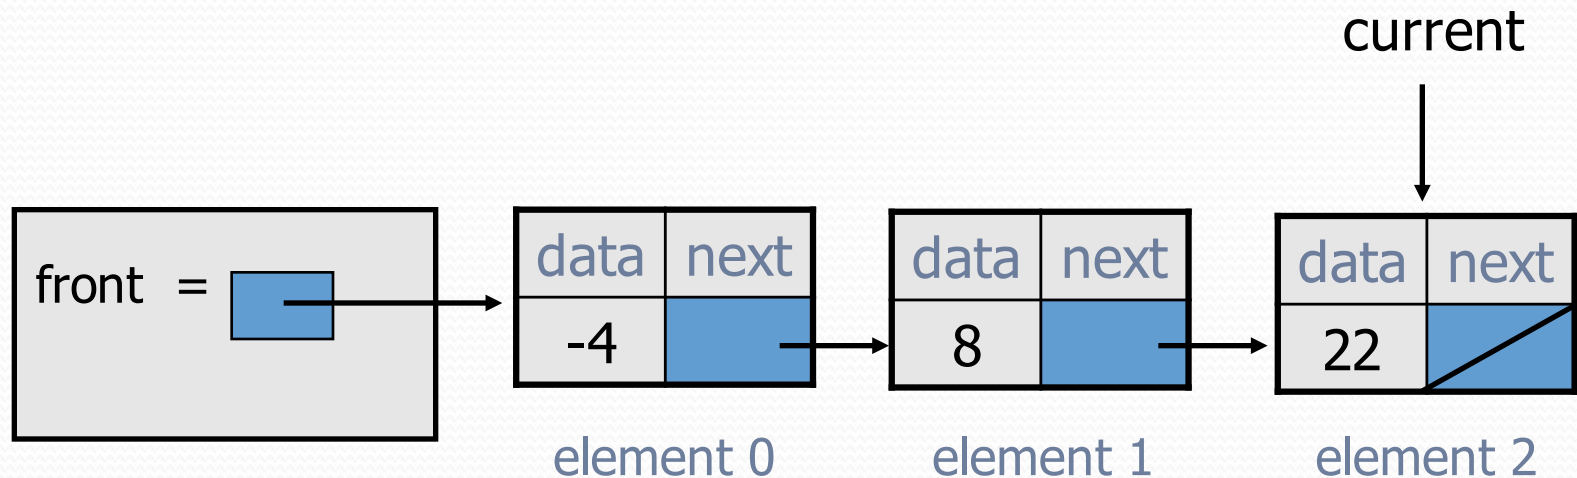 current
front =
data next
-4
element 0
data next
8
element 1
data next
22
element 2